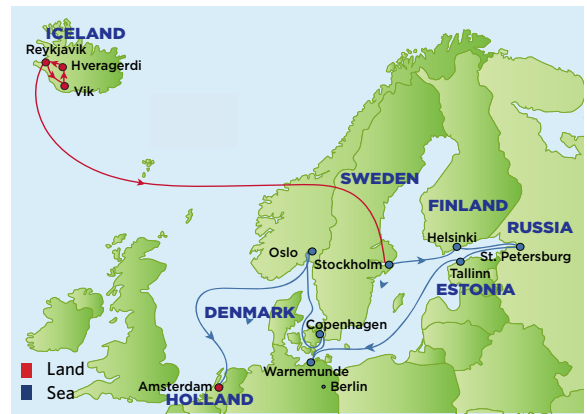 ICELAND
Reykjavik
Hveragerdi
Vik
SWEDEN
FINLAND
RUSSIA
Helsinki
Oslo
St. Petersburg
Stockholm
Tallinn
ESTONIA
DENMARK
Copenhagen
Warnemunde
Land
Amsterdam
Berlin
Sea
HOLLAND